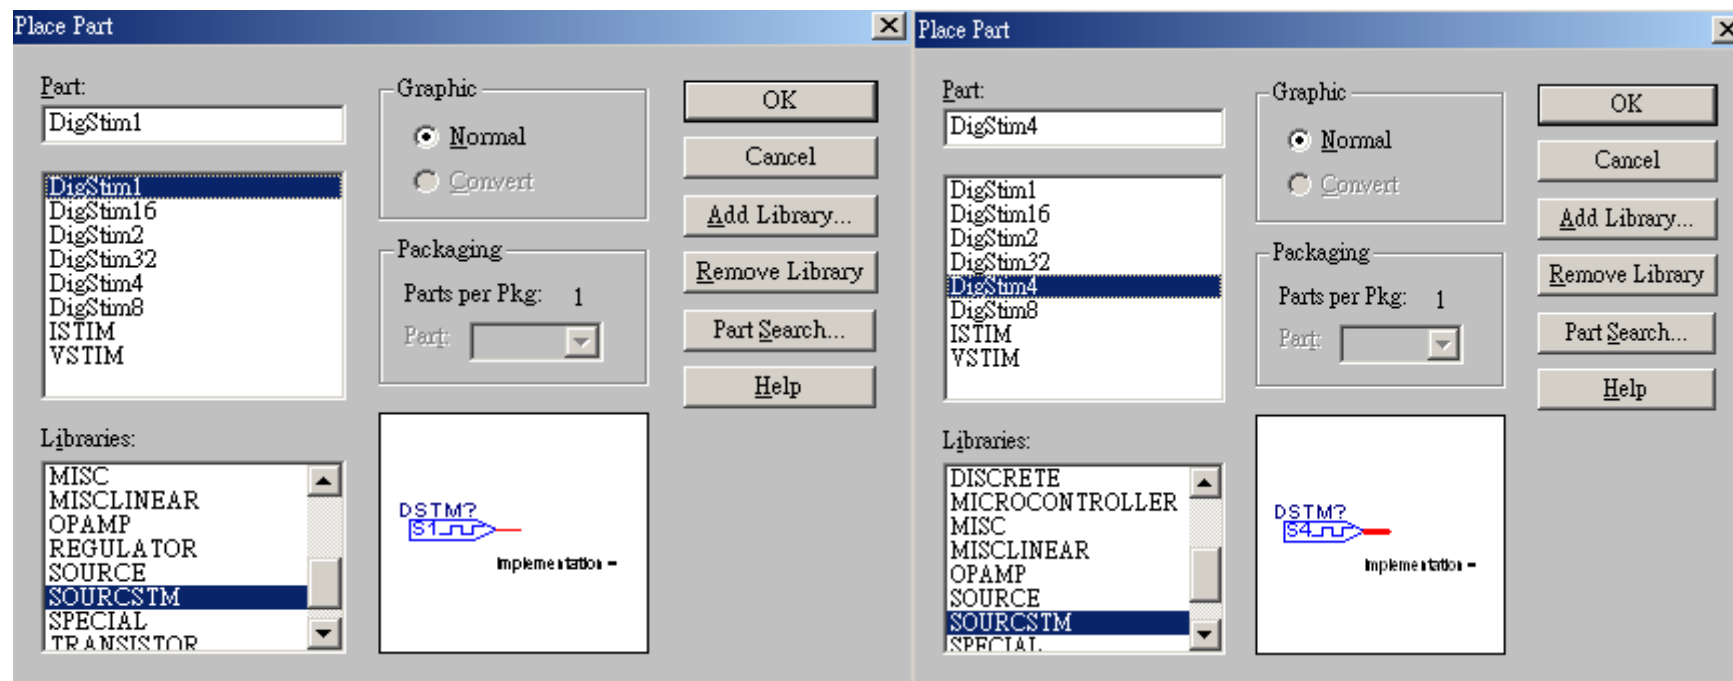 Place Part
Part:
DigStim1
DigStim1
DigStim16
DigStim2
DigStim32
DigStim4
DigStim8
ISTIM
VSTIM
Libraries:
MISC
MISCLINEAR
OPAMP
REGULATOR
SOURCE
SOURCSTM
SPECIAL
TRANSISTOR
Graphic
Normal
Convert
Packaging
Parts per Pkg: 1
Part:
DSTM?
S1
Implementation =
OK
Cancel
Add Library...
Remove Library
Part Search...
Help
Place Part
Part:
DigStim4
DigStim1
DigStim16
DigStim2
DigStim32
DigStim4
DigStim8
ISTIM
VSTIM
Libraries:
DISCRETE
MICROCONTROLLER
MISC
MISCLINEAR
OPAMP
SOURCE
SOURCSTM
SPECIAL
Graphic
Normal
Convert
Packaging
Parts per Pkg: 1
Part:
DSTM?
S4
Implementation =
OK
Cancel
Add Library...
Remove Library
Part Search...
Help